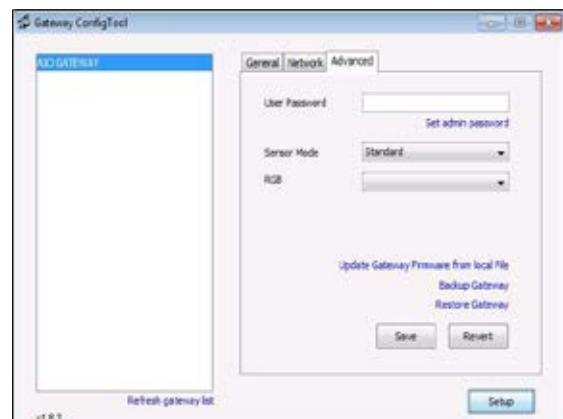 Gateway ConfigTool
AIO GATEWAY
General Network Advanced
User Password
Set admin password
Sensor Mode Standard
RGB
Update Gateway Firmware from local File
Backup Gateway
Restore Gateway
Save Revert
Refresh gateway list
Setup